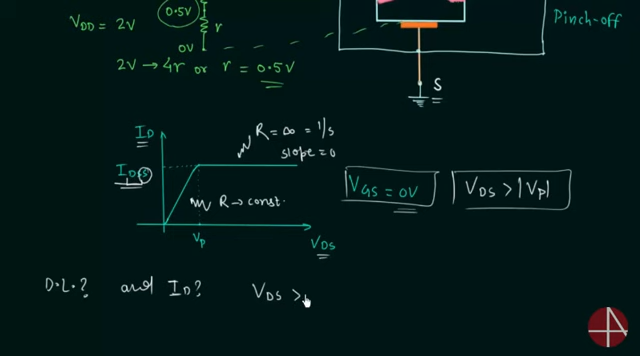 0.5V
V_DD = 2V
r
0V
2V → 4r or r = 0.5V
Pinch-off
S
I_D
R = ∞ = 1/s
slope = 0
I_DSS
R → const.
V_P
V_DS
V_GS = 0V
V_DS > |V_P|
D.L.? and I_D? V_DS >